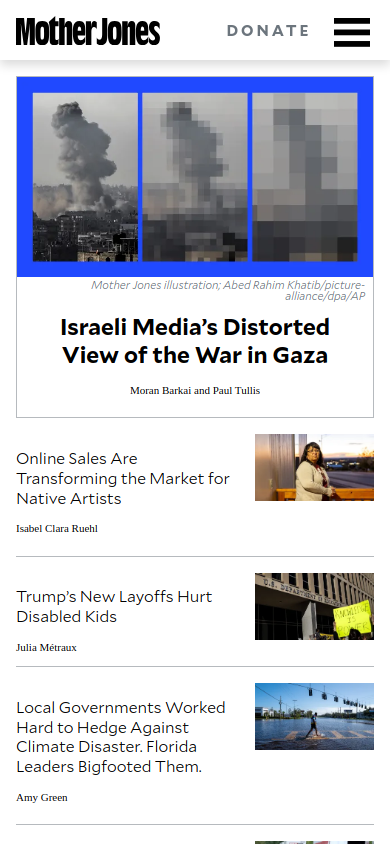 Mother Jones
DONATE
Mother Jones illustration; Abed Rahim Khatib/picture-
alliance/dpa/AP
Israeli Media’s Distorted
View of the War in Gaza
Moran Barkai and Paul Tullis
Online Sales Are
Transforming the Market for
Native Artists
Isabel Clara Ruehl
Trump’s New Layoffs Hurt
Disabled Kids
Julia Métraux
Local Governments Worked
Hard to Hedge Against
Climate Disaster. Florida
Leaders Bigfooted Them.
Amy Green